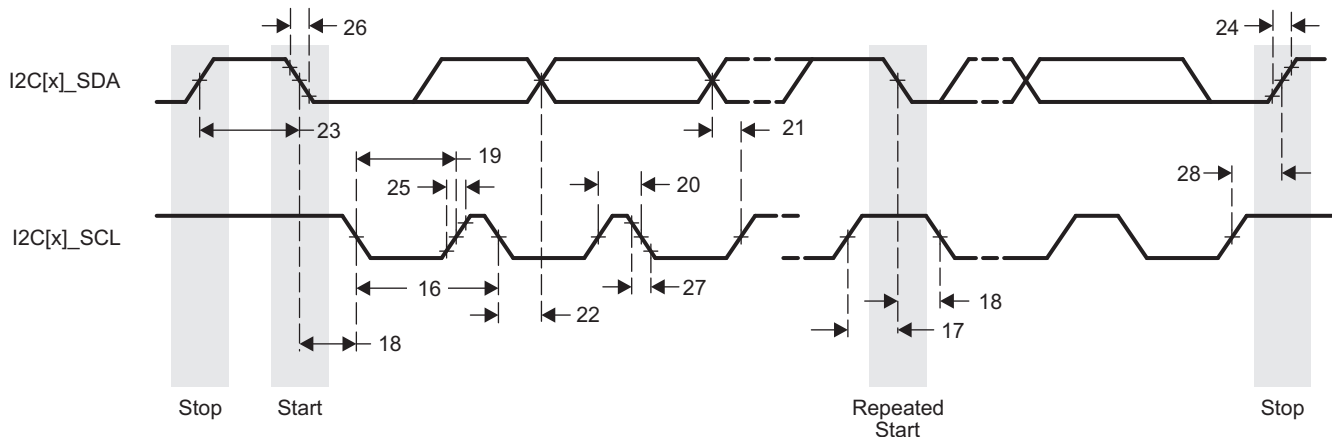 26
24
I2C[x]_SDA
23
21
19
25
20
28
I2C[x]_SCL
16
27
22
18
18
17
Stop
Start
Repeated
Start
Stop